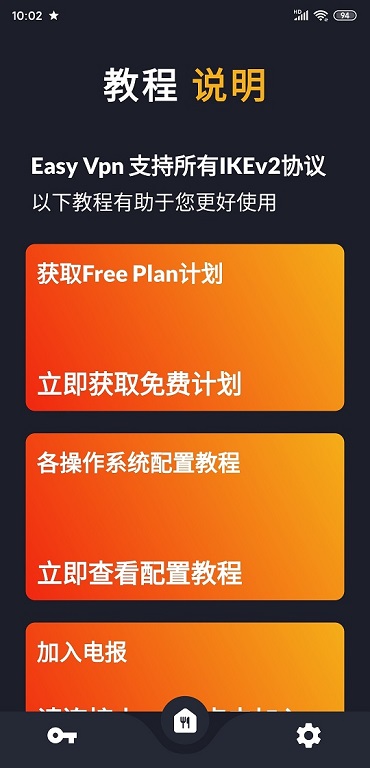 10:02
HD
94
教程 说明
Easy Vpn 支持所有IKEv2协议
以下教程有助于您更好使用
获取Free Plan计划
立即获取免费计划
各操作系统配置教程
立即查看配置教程
加入电报